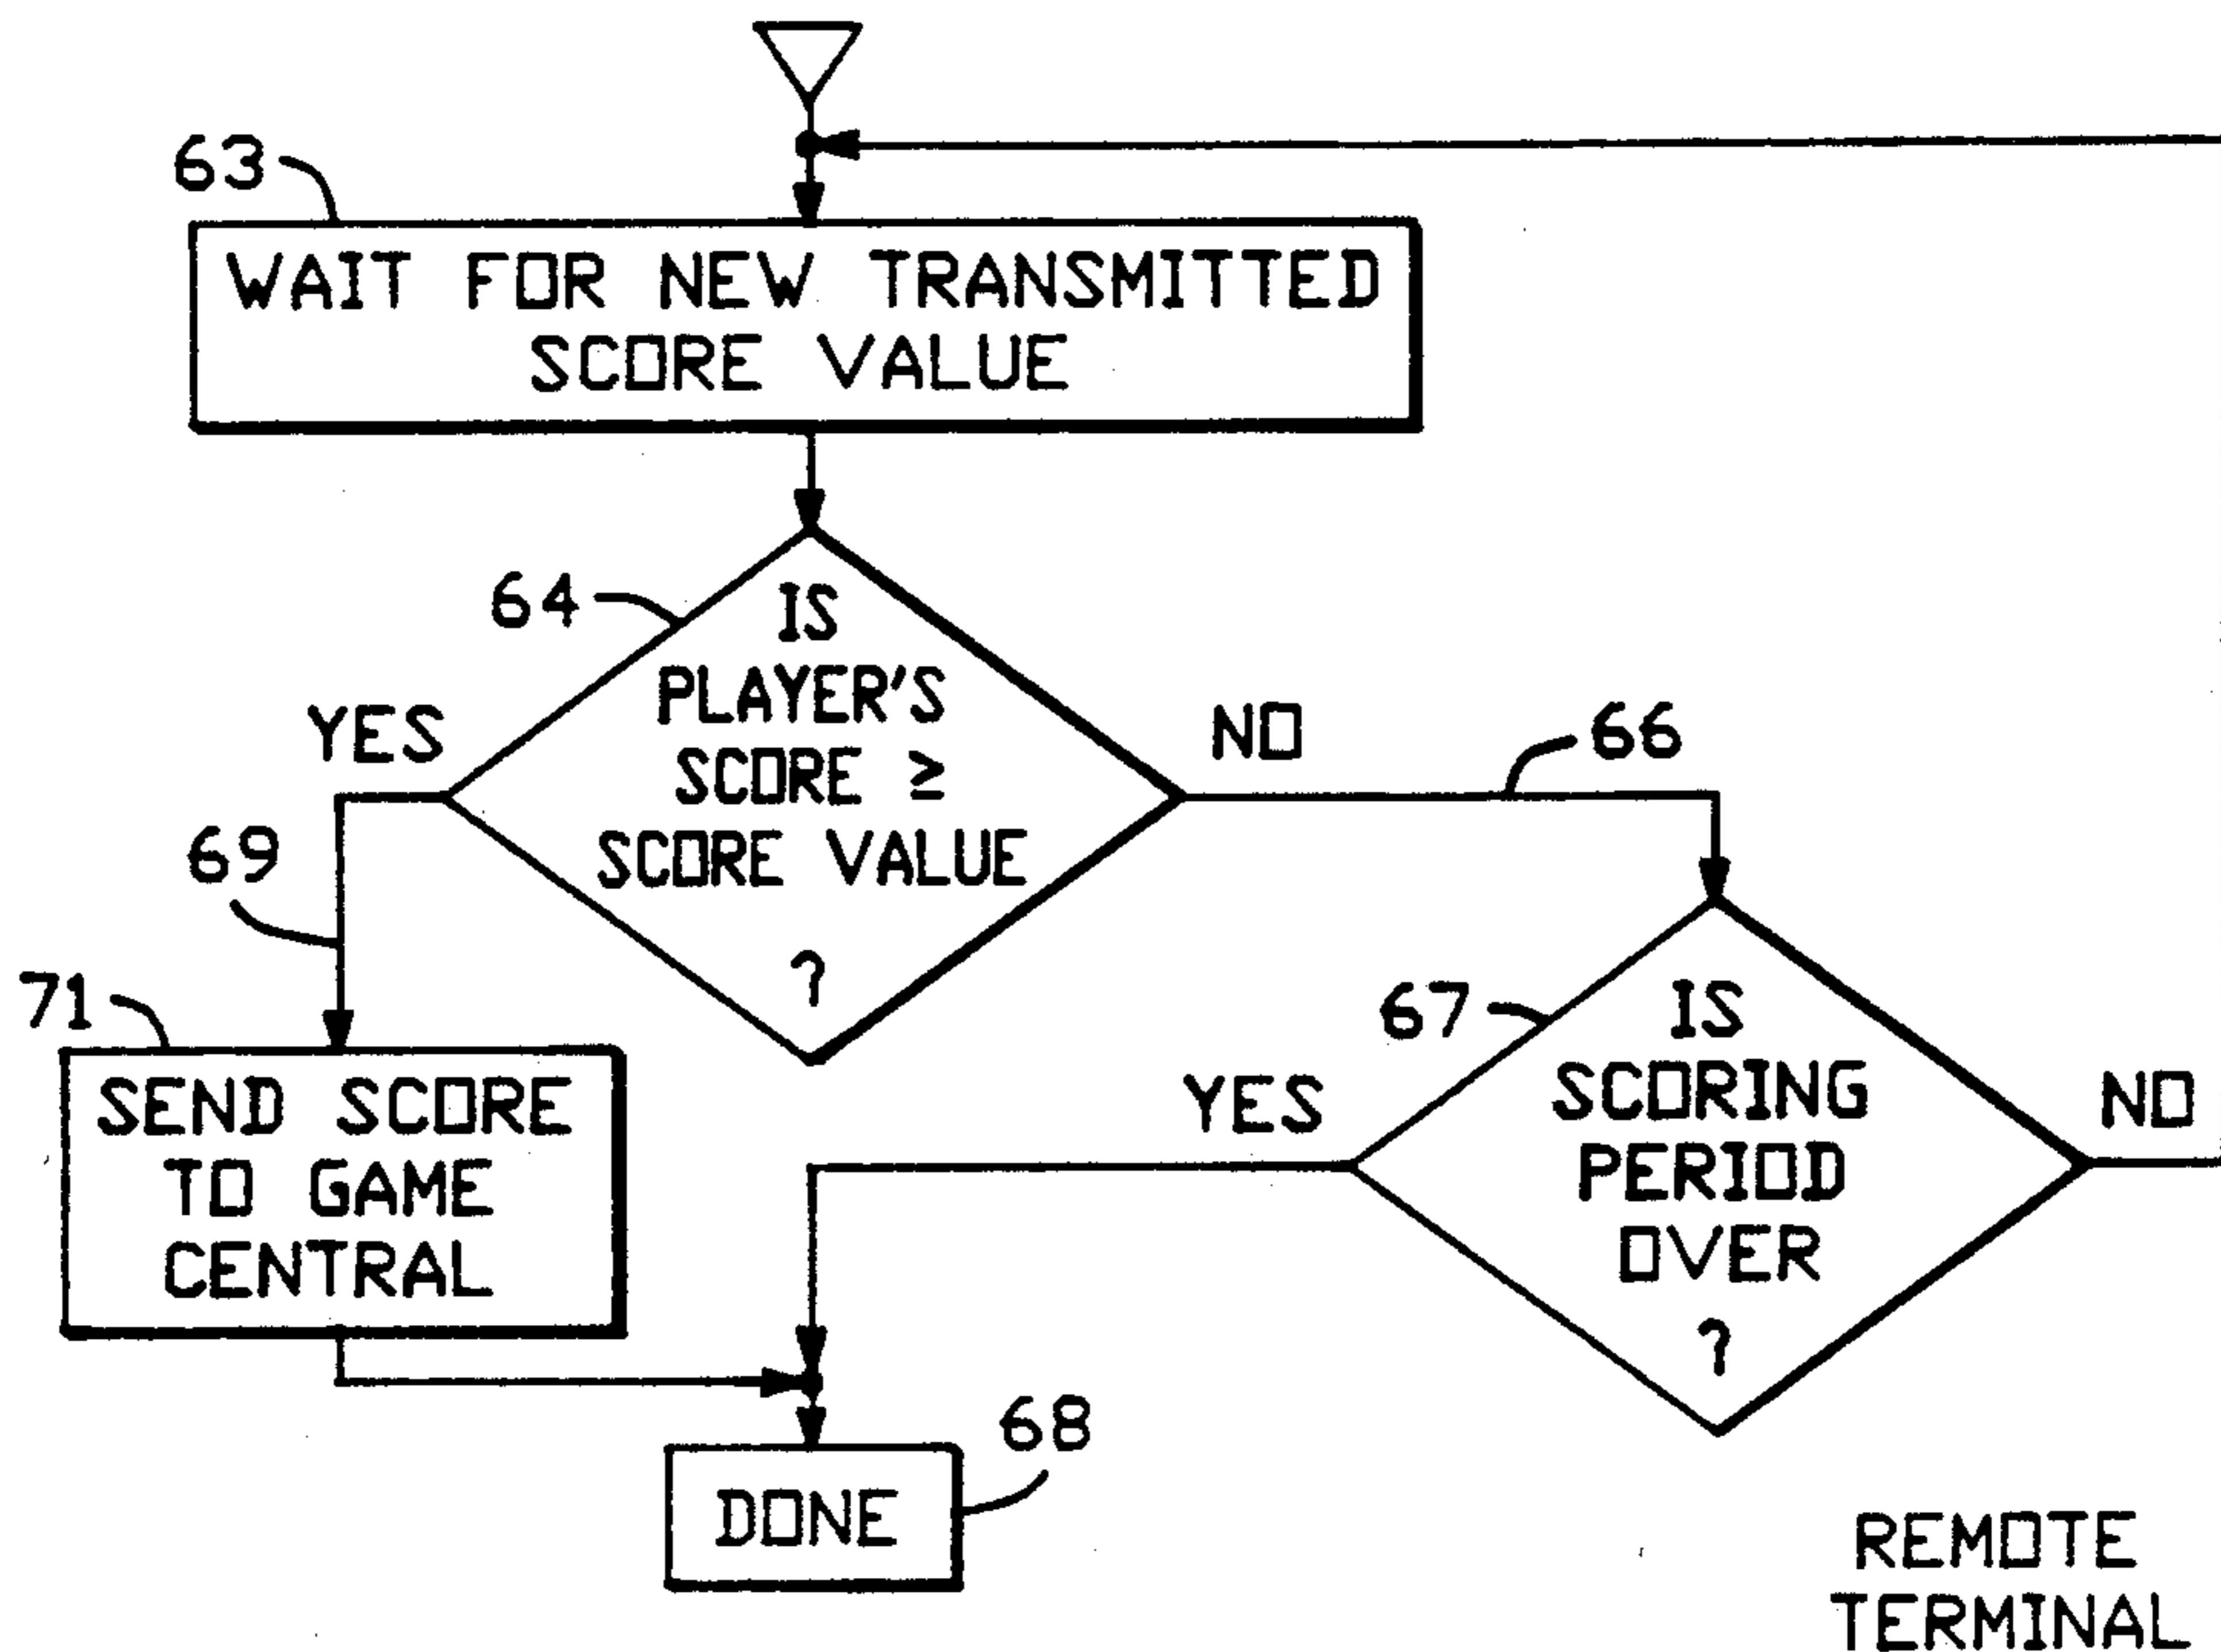 63
WAIT FOR NEW TRANSMITTED
SCORE VALUE
64
IS
PLAYER'S
SCORE ≥
SCORE VALUE
?
YES
NO
66
69
67
IS
SCORING
PERIOD
OVER
?
YES
NO
71
SEND SCORE
TO GAME
CENTRAL
68
DONE
REMOTE
TERMINAL